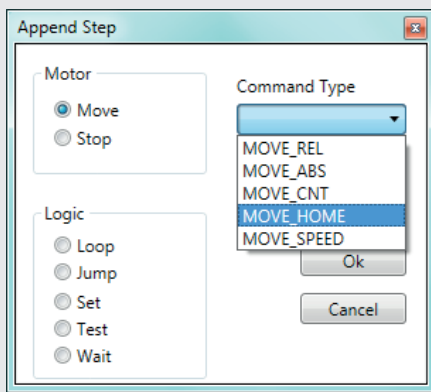 Append Step
Motor
Move
Stop
Logic
Loop
Jump
Set
Test
Wait
Command Type
MOVE_REL
MOVE_ABS
MOVE_CNT
MOVE_HOME
MOVE_SPEED
Ok
Cancel